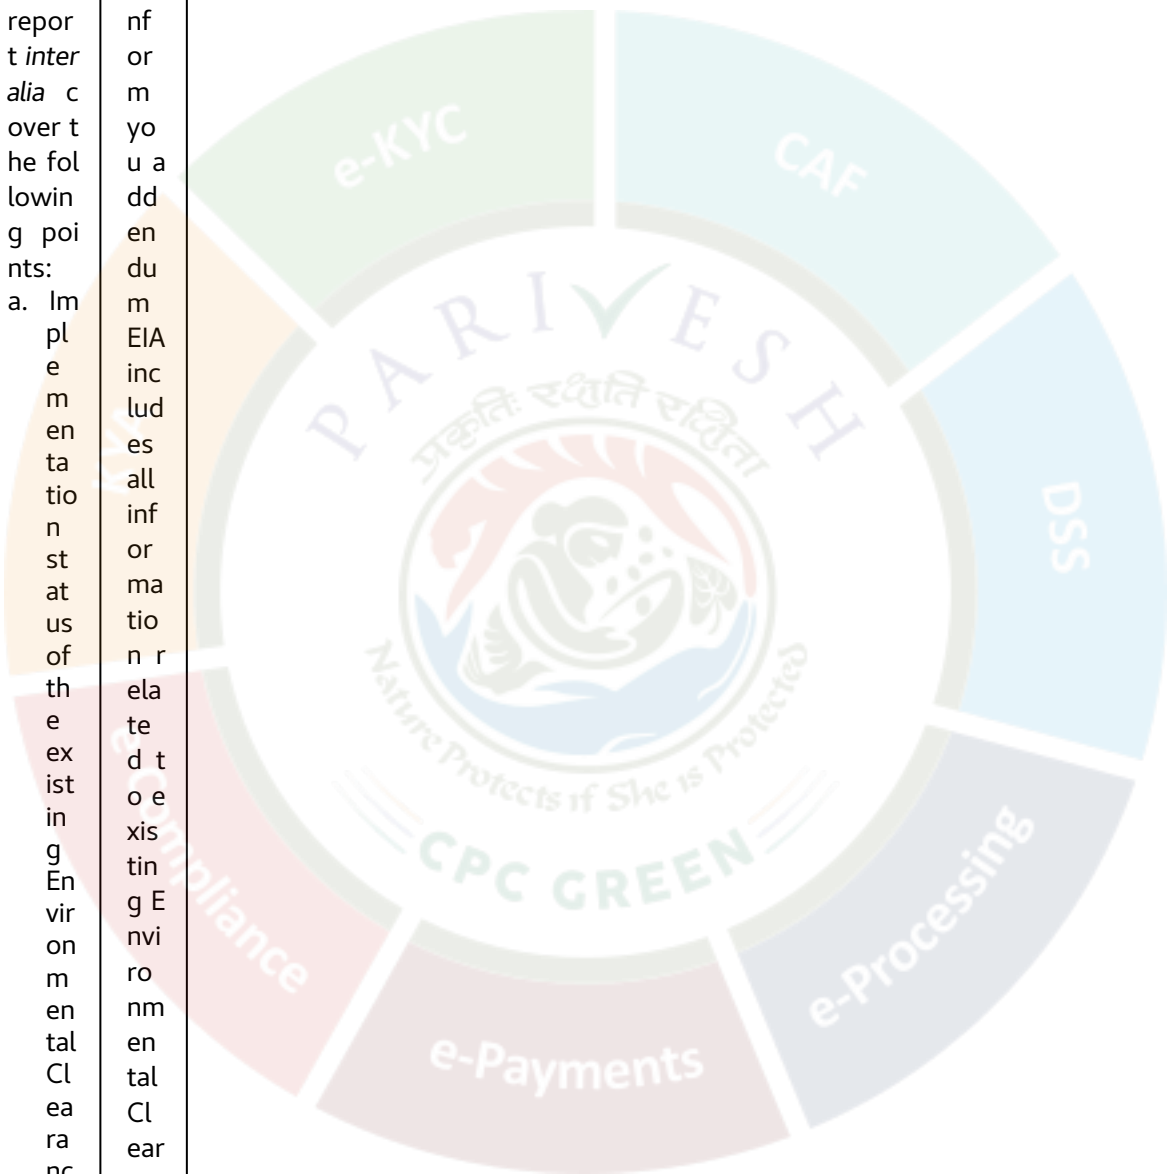 repor
t inter
alia c
over t
he fol
lowin
g poi
nts:
a. Im
pl
e
m
en
ta
tio
n
st
at
us
of
th
e
ex
ist
in
g
En
vir
on
m
en
tal
Cl
ea
ra
nc
nf
or
m
yo
u a
dd
en
du
m
EIA
inc
lud
es
all
inf
or
ma
tio
n r
ela
te
d t
o e
xis
tin
g E
nvi
ro
nm
en
tal
Cl
ear
e-KYC
CAF
DSS
e-Processing
e-Payments
e-Compliance
PARIVESH
प्रकृतिः रक्षति रक्षिता
Nature Protects if She is Protected
CPC GREEN